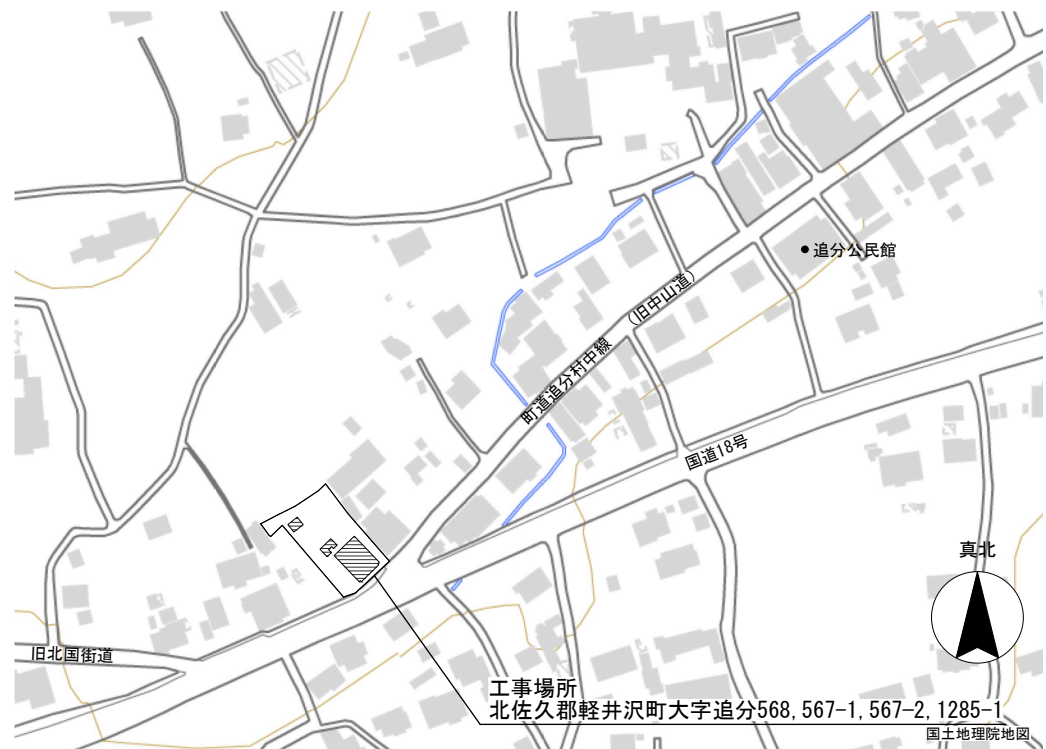 追分公民館
(旧中山道)
町道追分村中線
国道18号
真北
旧北国街道
工事場所
北佐久郡軽井沢町大字追分568,567-1,567-2,1285-1
国土地理院地図